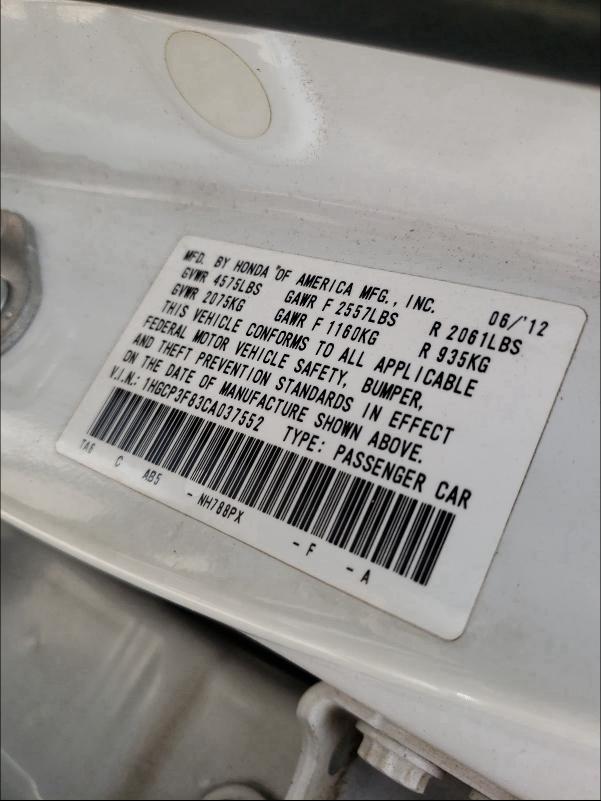 MFD. BY HONDA OF AMERICA MFG., INC. 06/'12
GVWR 4575LBS GAWR F 2557LBS R 2061LBS
GVWR 2075KG GAWR F 1160KG R 935KG
THIS VEHICLE CONFORMS TO ALL APPLICABLE
FEDERAL MOTOR VEHICLE SAFETY, BUMPER,
AND THEFT PREVENTION STANDARDS IN EFFECT
ON THE DATE OF MANUFACTURE SHOWN ABOVE.
V.I.N.: 1HGCP3F83CA037552 TYPE: PASSENGER CAR
TA6 C AB5 - NH788PX - F - A